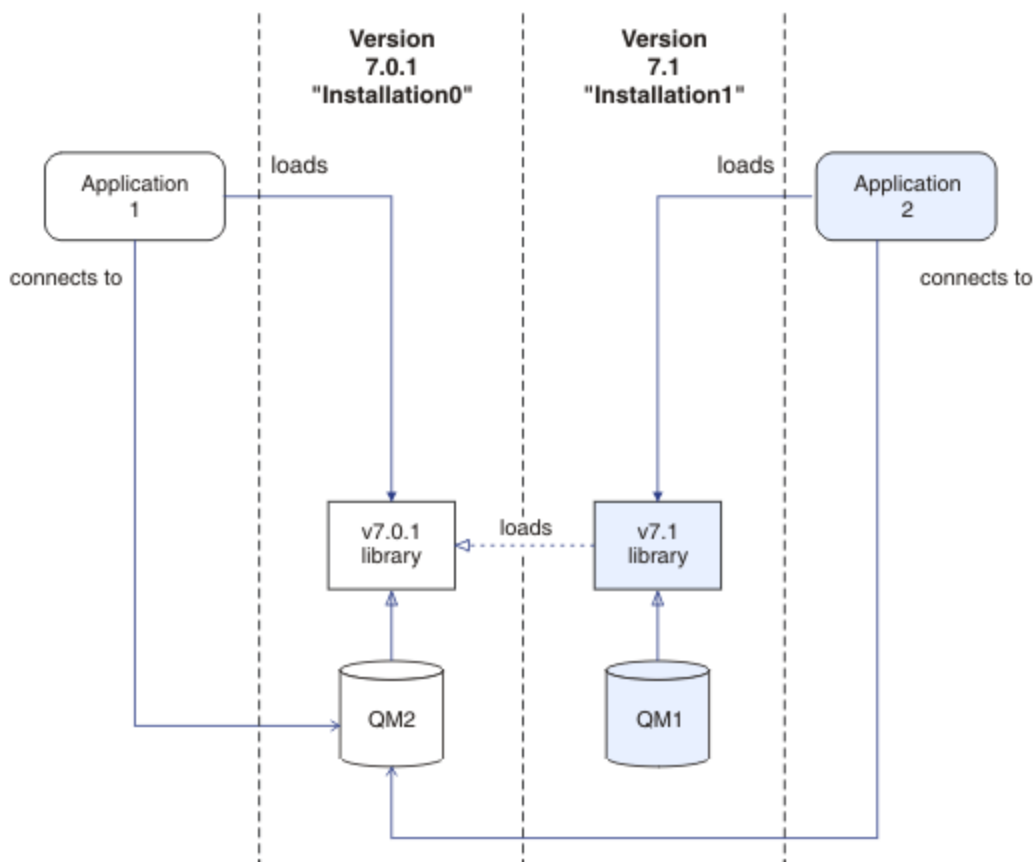 Version
7.0.1
"Installation0"
Version
7.1
"Installation1"
loads
loads
Application
1
Application
2
connects to
connects to
v7.0.1
library
loads
v7.1
library
QM2
QM1